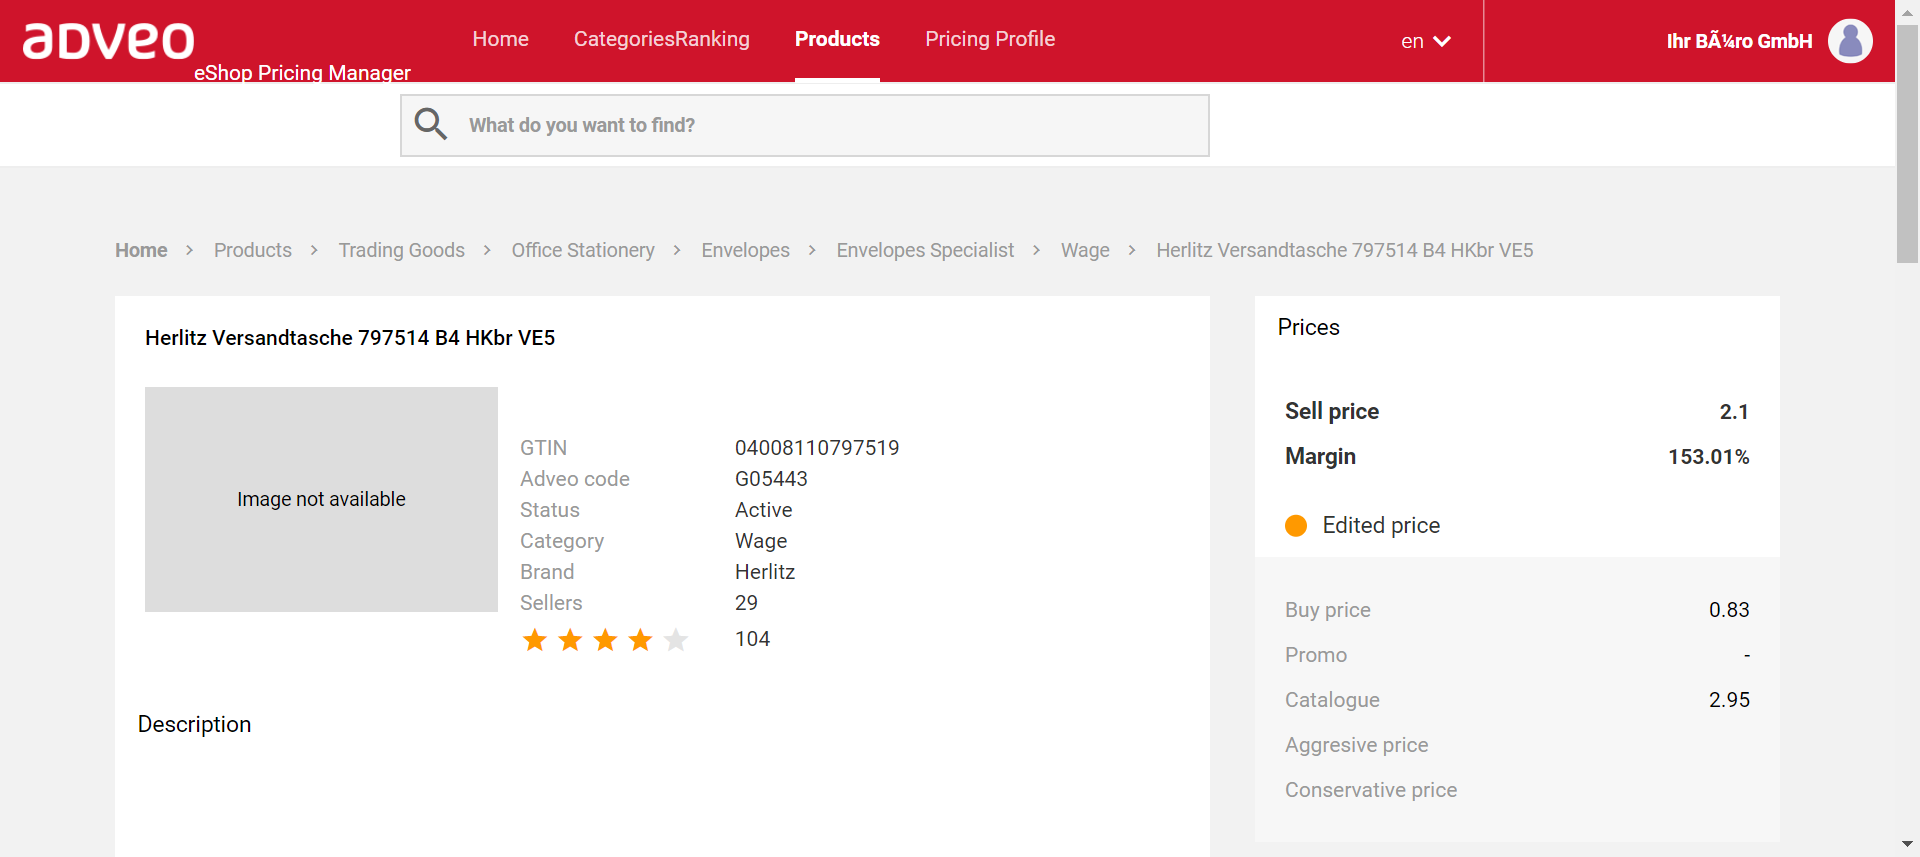 adveo
eShop Pricing Manager
Home
CategoriesRanking
Products
Pricing Profile
en
Ihr BÃ¼ro GmbH
What do you want to find?
Home > Products > Trading Goods > Office Stationery > Envelopes > Envelopes Specialist > Wage > Herlitz Versandtasche 797514 B4 HKbr VE5
Herlitz Versandtasche 797514 B4 HKbr VE5
Image not available
GTIN 04008110797519
Adveo code G05443
Status Active
Category Wage
Brand Herlitz
Sellers 29
104
Description
Prices
Sell price 2.1
Margin 153.01%
Edited price
Buy price 0.83
Promo -
Catalogue 2.95
Aggresive price
Conservative price